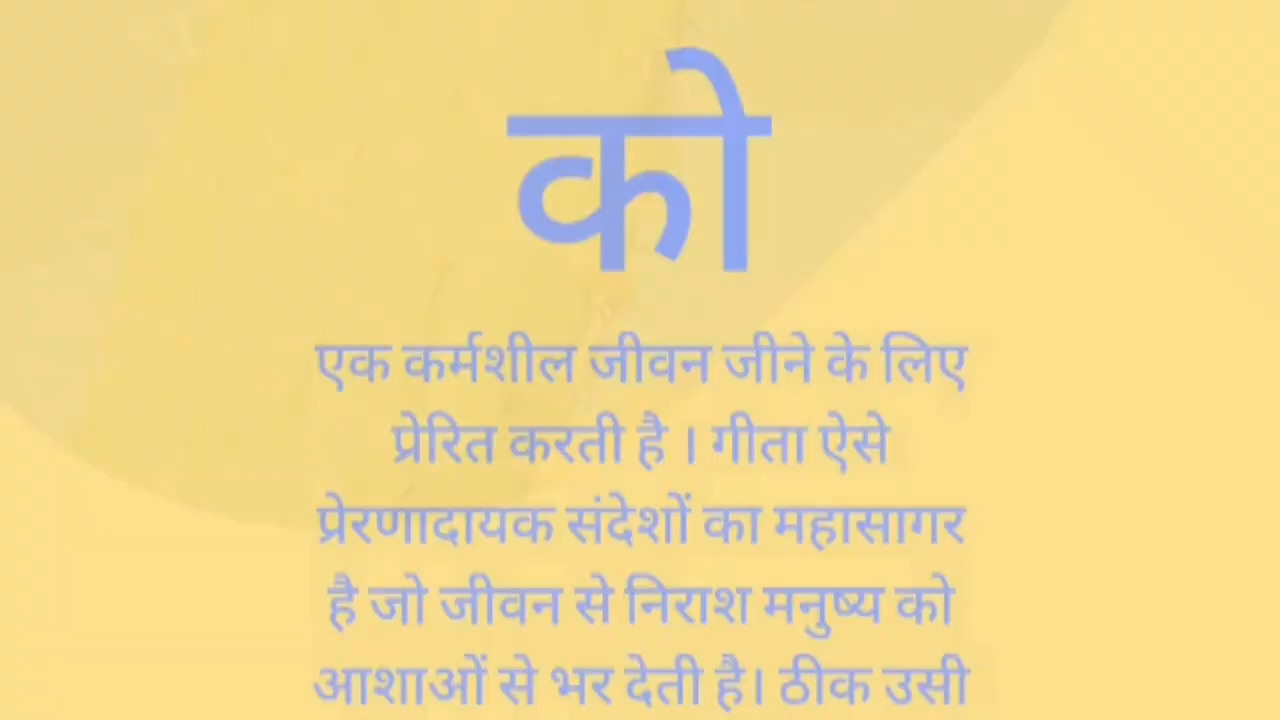 को
एक कर्मशील जीवन जीने के लिए
प्रेरित करती है । गीता ऐसे
प्रेरणादायक संदेशों का महासागर
है जो जीवन से निराश मनुष्य को
आशाओं से भर देती है। ठीक उसी